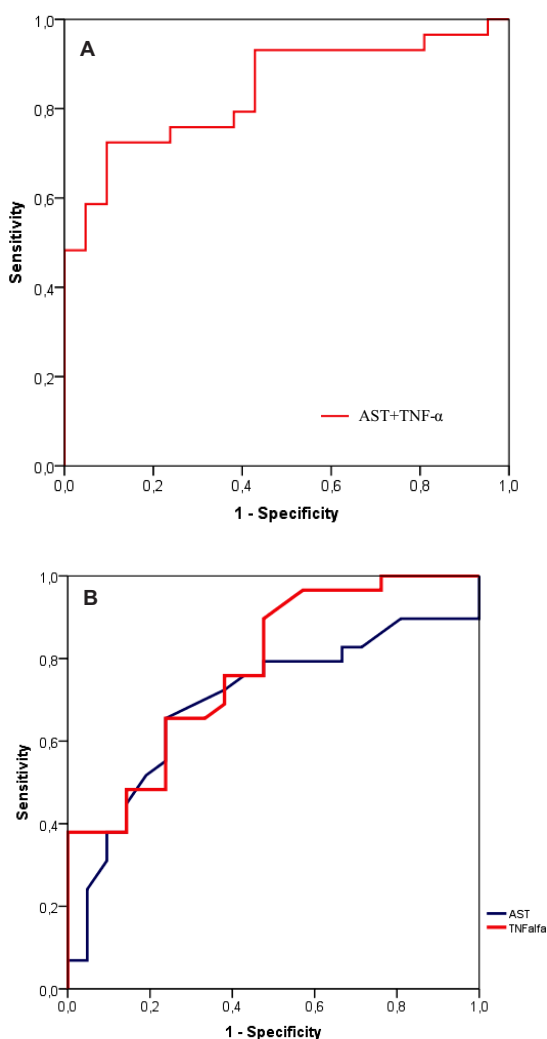 A
1,0
0,8
0,6
0,4
0,2
0,0
Sensitivity
AST+TNF-α
0,0 0,2 0,4 0,6 0,8 1,0
1 - Specificity
B
1,0
0,8
0,6
0,4
0,2
0,0
Sensitivity
AST
TNFalfa
0,0 0,2 0,4 0,6 0,8 1,0
1 - Specificity